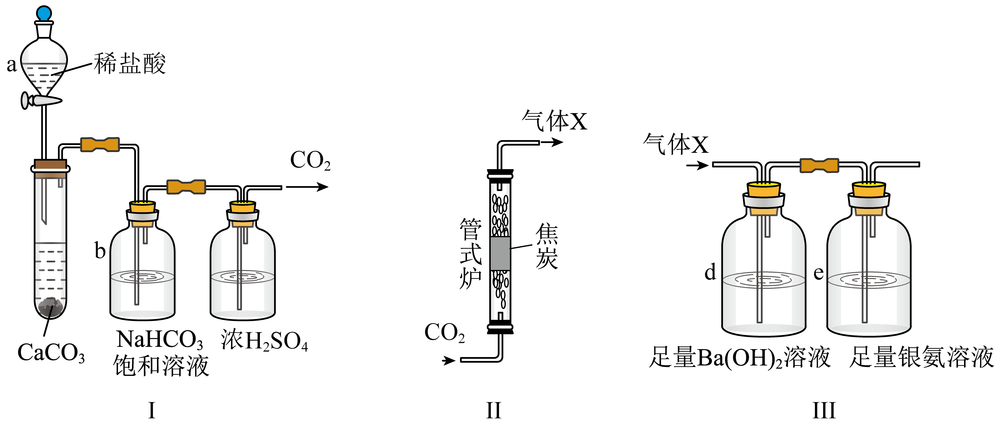 a
稀盐酸
CO₂
b
CaCO₃
NaHCO₃
饱和溶液
浓H₂SO₄
I
气体X
管式炉
焦炭
CO₂
II
气体X
d
e
足量Ba(OH)₂溶液
足量银氨溶液
III